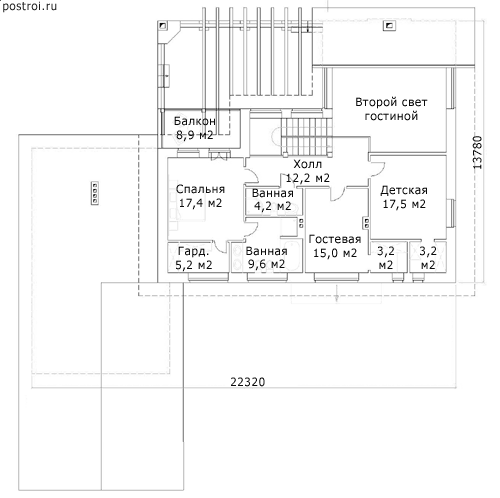 postroi.ru
Балкон
8,9 м2
Второй свет
гостиной
Холл
12,2 м2
Спальня
17,4 м2
Ванная
4,2 м2
Детская
17,5 м2
Гостевая
15,0 м2
Гард.
5,2 м2
Ванная
9,6 м2
3,2
м2
3,2
м2
13780
22320